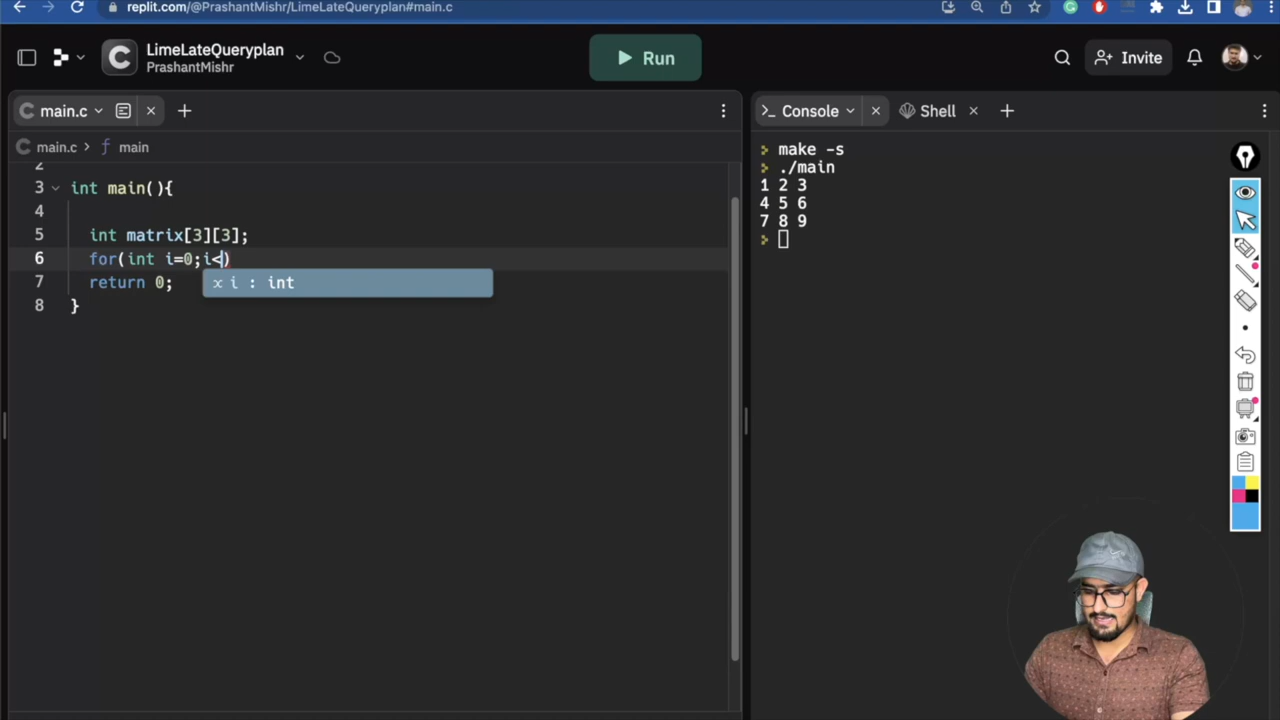 replit.com/@PrashantMishr/LimeLateQueryplan#main.c
LimeLateQueryplan
PrashantMishr
Run
Invite
main.c
main.c > ƒ main
2
3 int main(){
4
5 int matrix[3][3];
6 for(int i=0;i<)
x i : int
7 return 0;
8 }
>_ Console
Shell
> make -s
> ./main
1 2 3
4 5 6
7 8 9
>